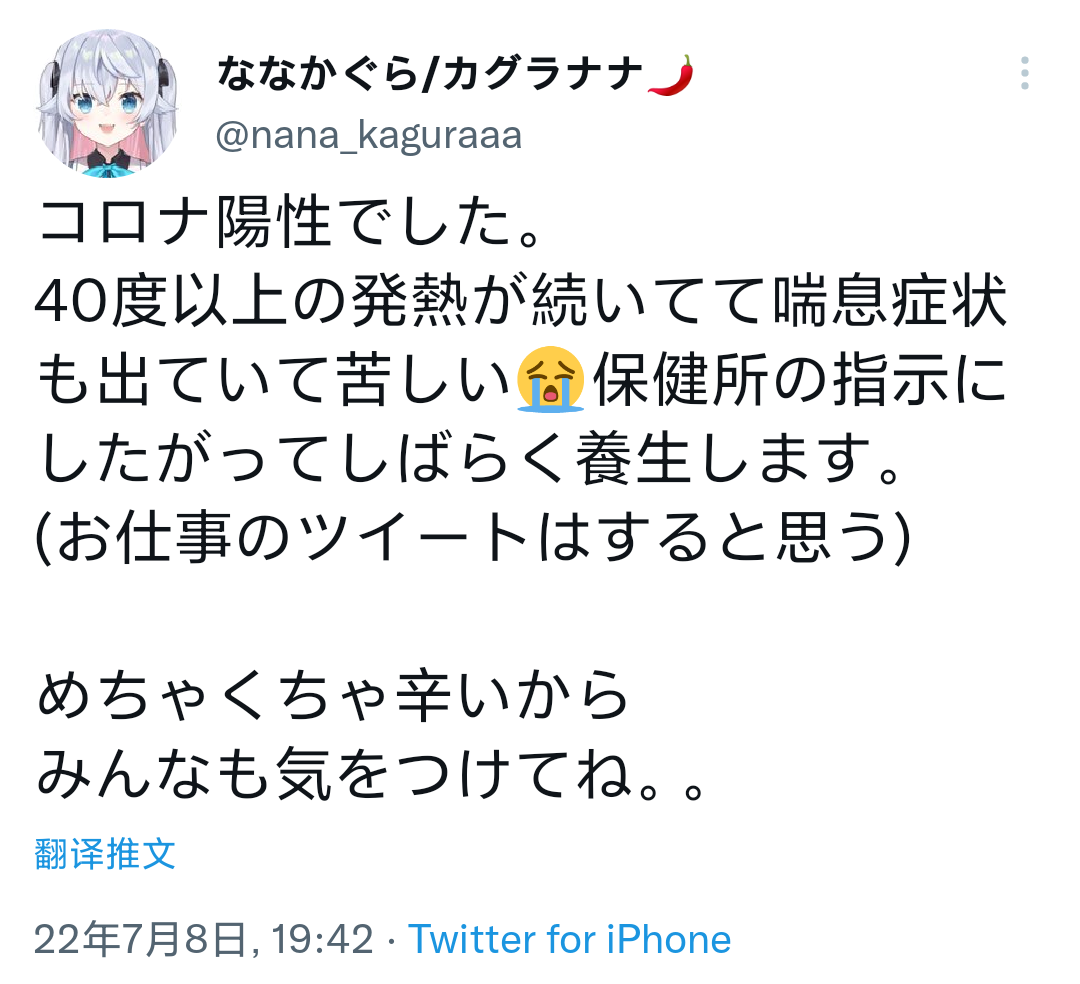 ななかぐら/カグラナナ🌶️
@nana_kaguraaa
コロナ陽性でした。
40度以上の発熱が続いてて喘息症状
も出ていて苦しい😭保健所の指示に
したがってしばらく養生します。
(お仕事のツイートはすると思う)
めちゃくちゃ辛いから
みんなも気をつけてね。。
翻译推文
22年7月8日, 19:42 · Twitter for iPhone